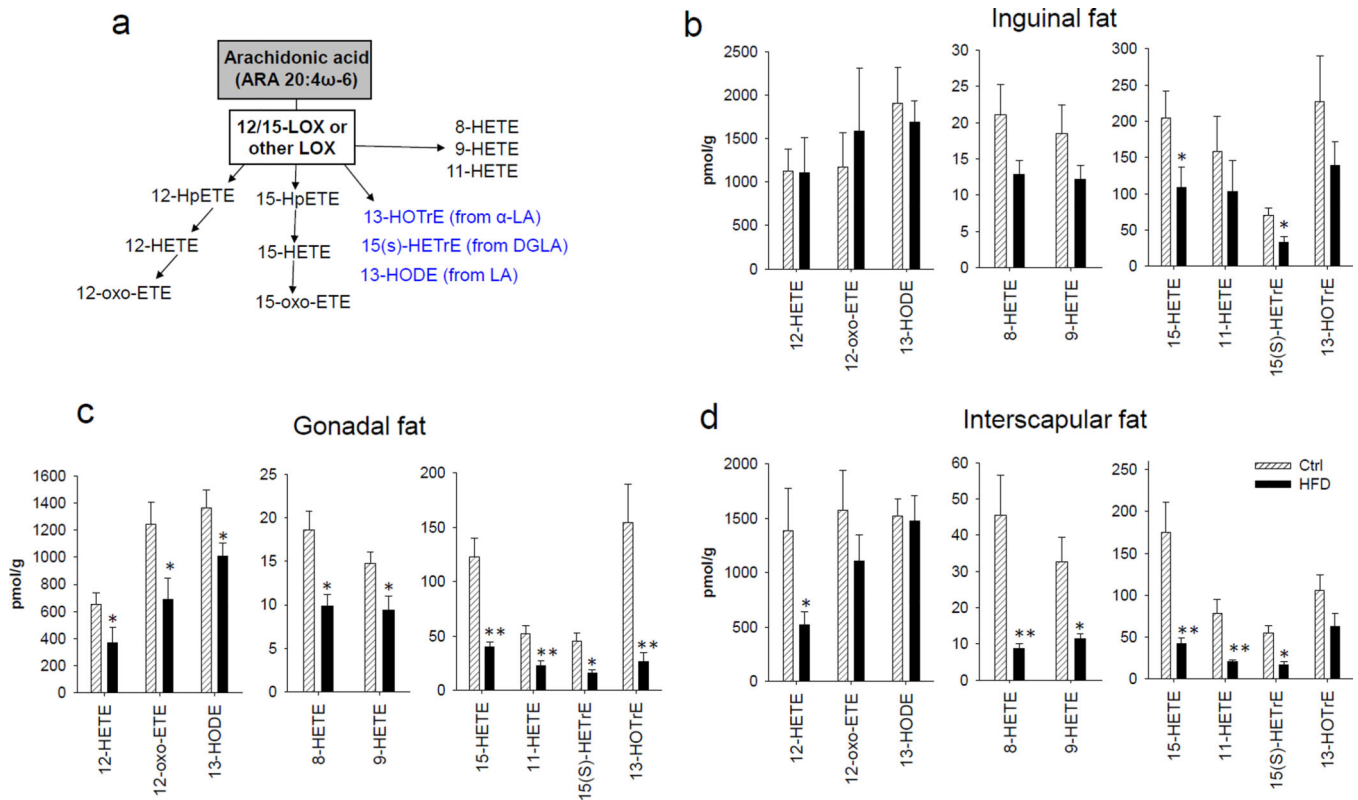 a
Arachidonic acid
(ARA 20:4ω-6)
12/15-LOX or
other LOX
8-HETE
9-HETE
11-HETE
12-HpETE
15-HpETE
13-HOTrE (from α-LA)
12-HETE
15-HETE
15(s)-HETrE (from DGLA)
13-HODE (from LA)
12-oxo-ETE
15-oxo-ETE
b
Inguinal fat
pmol/g
2500
2000
1500
1000
500
0
12-HETE
12-oxo-ETE
13-HODE
30
25
20
15
10
5
0
8-HETE
9-HETE
300
250
200
150
100
50
0
*
*
15-HETE
11-HETE
15(S)-HETrE
13-HOTrE
c
Gonadal fat
pmol/g
1600
1400
1200
1000
800
600
400
200
0
*
*
*
12-HETE
12-oxo-ETE
13-HODE
25
20
15
10
5
0
*
*
8-HETE
9-HETE
200
150
100
50
0
**
**
*
**
15-HETE
11-HETE
15(S)-HETrE
13-HOTrE
d
Interscapular fat
pmol/g
2000
1500
1000
500
0
*
12-HETE
12-oxo-ETE
13-HODE
60
50
40
30
20
10
0
**
*
8-HETE
9-HETE
250
200
150
100
50
0
Ctrl
HFD
**
**
*
15-HETE
11-HETE
15(S)-HETrE
13-HOTrE